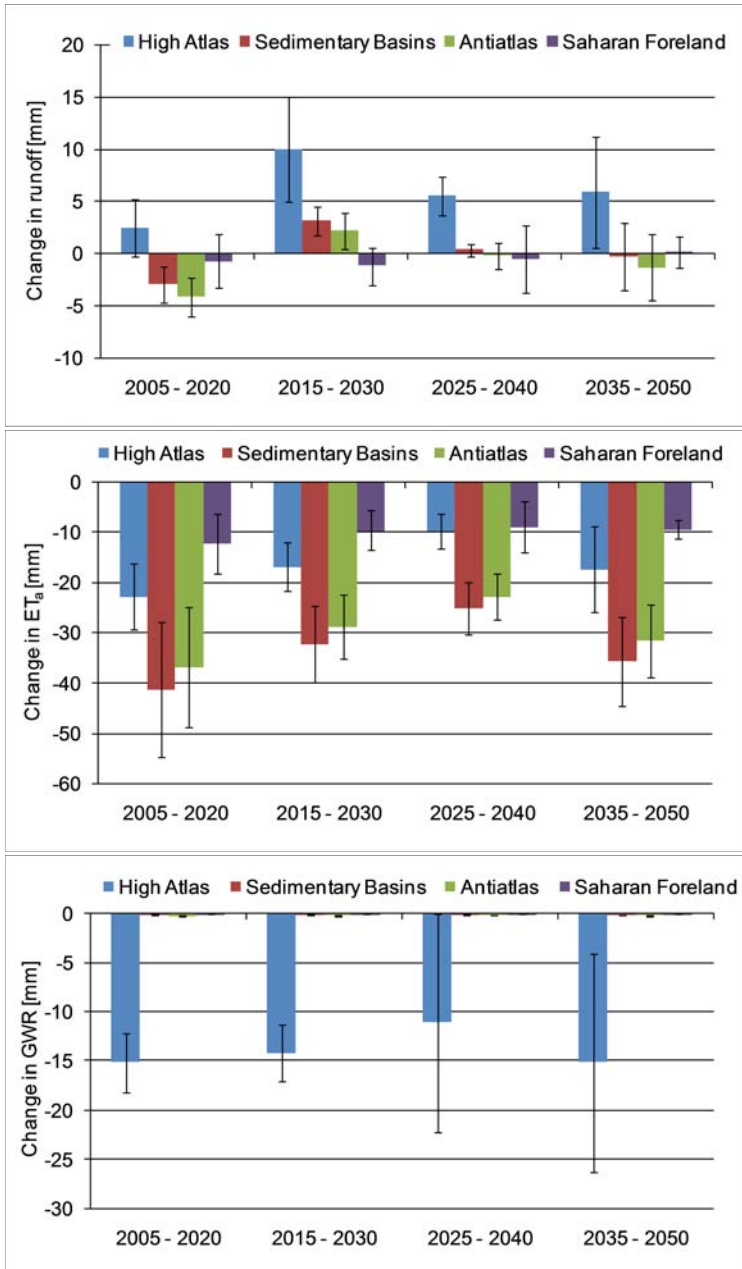 20
High Atlas Sedimentary Basins Antiatlas Saharan Foreland
15
10
5
0
-5
-10
Change in runoff [mm]
2005 - 2020 2015 - 2030 2025 - 2040 2035 - 2050
High Atlas Sedimentary Basins Antiatlas Saharan Foreland
0
-10
-20
-30
-40
-50
-60
Change in ETa [mm]
2005 - 2020 2015 - 2030 2025 - 2040 2035 - 2050
High Atlas Sedimentary Basins Antiatlas Saharan Foreland
0
-5
-10
-15
-20
-25
-30
Change in GWR [mm]
2005 - 2020 2015 - 2030 2025 - 2040 2035 - 2050